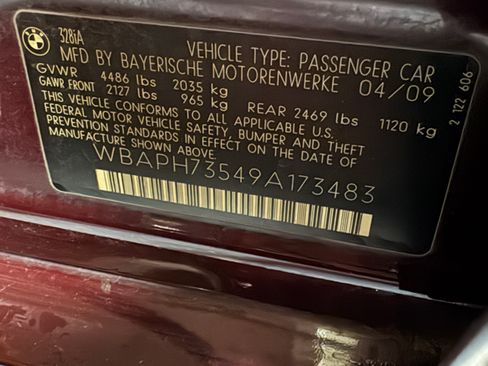 BMW
328iA
VEHICLE TYPE: PASSENGER CAR
MFD BY BAYERISCHE MOTORENWERKE 04/09
GVWR 4486 lbs 2035 kg
GAWR FRONT 2127 lbs 965 kg REAR 2469 lbs 1120 kg
THIS VEHICLE CONFORMS TO ALL APPLICABLE U.S.
FEDERAL MOTOR VEHICLE SAFETY, BUMPER AND THEFT
PREVENTION STANDARDS IN EFFECT ON THE DATE OF
MANUFACTURE SHOWN ABOVE.
WBAPH73549A173483
2 122 606